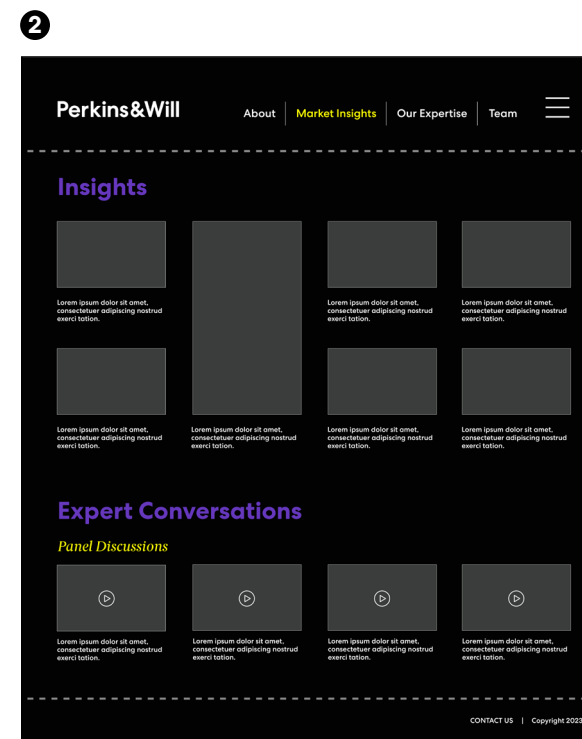 2
Perkins&Will
About | Market Insights | Our Expertise | Team
Insights
Lorem ipsum dolor sit amet,
consectetuer adipiscing nostrud
exerci tation.
Lorem ipsum dolor sit amet,
consectetuer adipiscing nostrud
exerci tation.
Lorem ipsum dolor sit amet,
consectetuer adipiscing nostrud
exerci tation.
Lorem ipsum dolor sit amet,
consectetuer adipiscing nostrud
exerci tation.
Lorem ipsum dolor sit amet,
consectetuer adipiscing nostrud
exerci tation.
Lorem ipsum dolor sit amet,
consectetuer adipiscing nostrud
exerci tation.
Lorem ipsum dolor sit amet,
consectetuer adipiscing nostrud
exerci tation.
Expert Conversations
Panel Discussions
Lorem ipsum dolor sit amet,
consectetuer adipiscing nostrud
exerci tation.
Lorem ipsum dolor sit amet,
consectetuer adipiscing nostrud
exerci tation.
Lorem ipsum dolor sit amet,
consectetuer adipiscing nostrud
exerci tation.
Lorem ipsum dolor sit amet,
consectetuer adipiscing nostrud
exerci tation.
CONTACT US | Copyright 2023